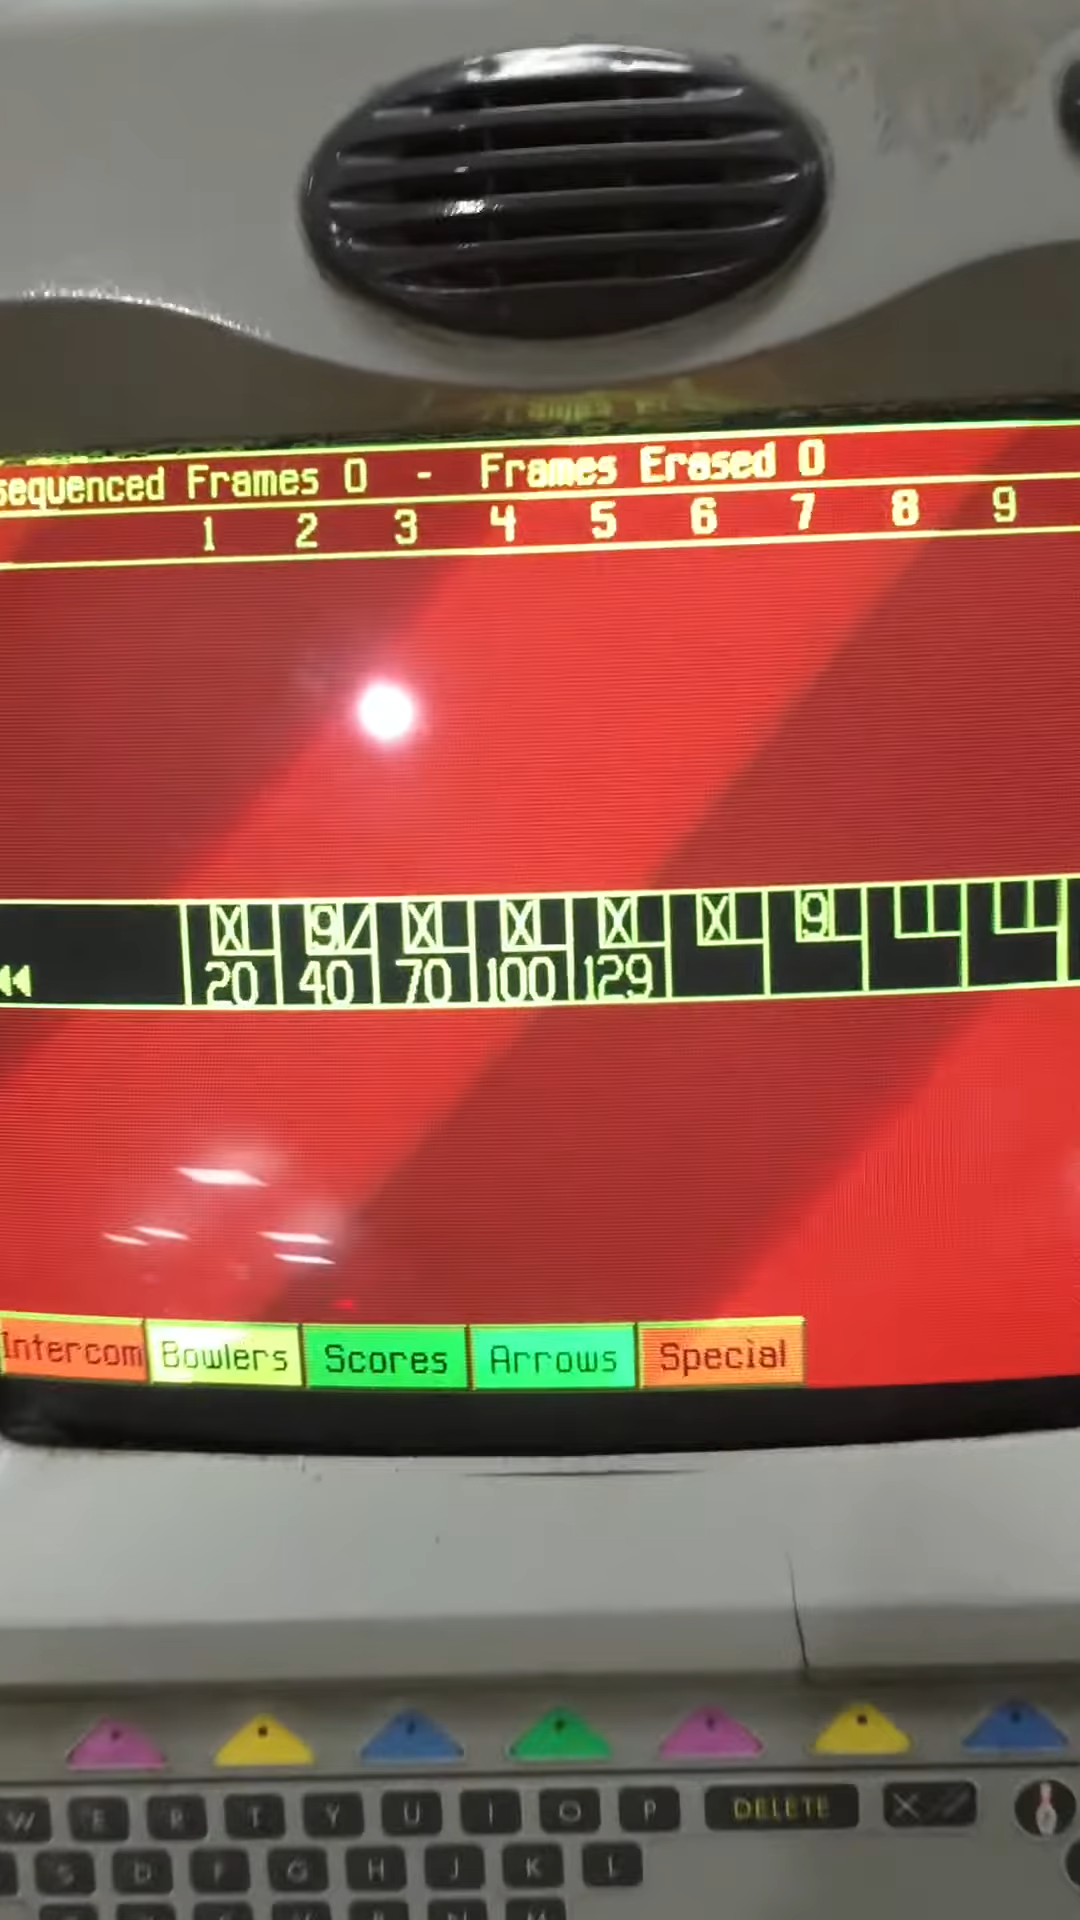 sequenced Frames 0 - Frames Erased 0
1 2 3 4 5 6 7 8 9
X 9/ X X X X 9
20 40 70 100 129
Intercom Bowlers Scores Arrows Special
W E R T Y U I O P DELETE X
S D F G H J K L